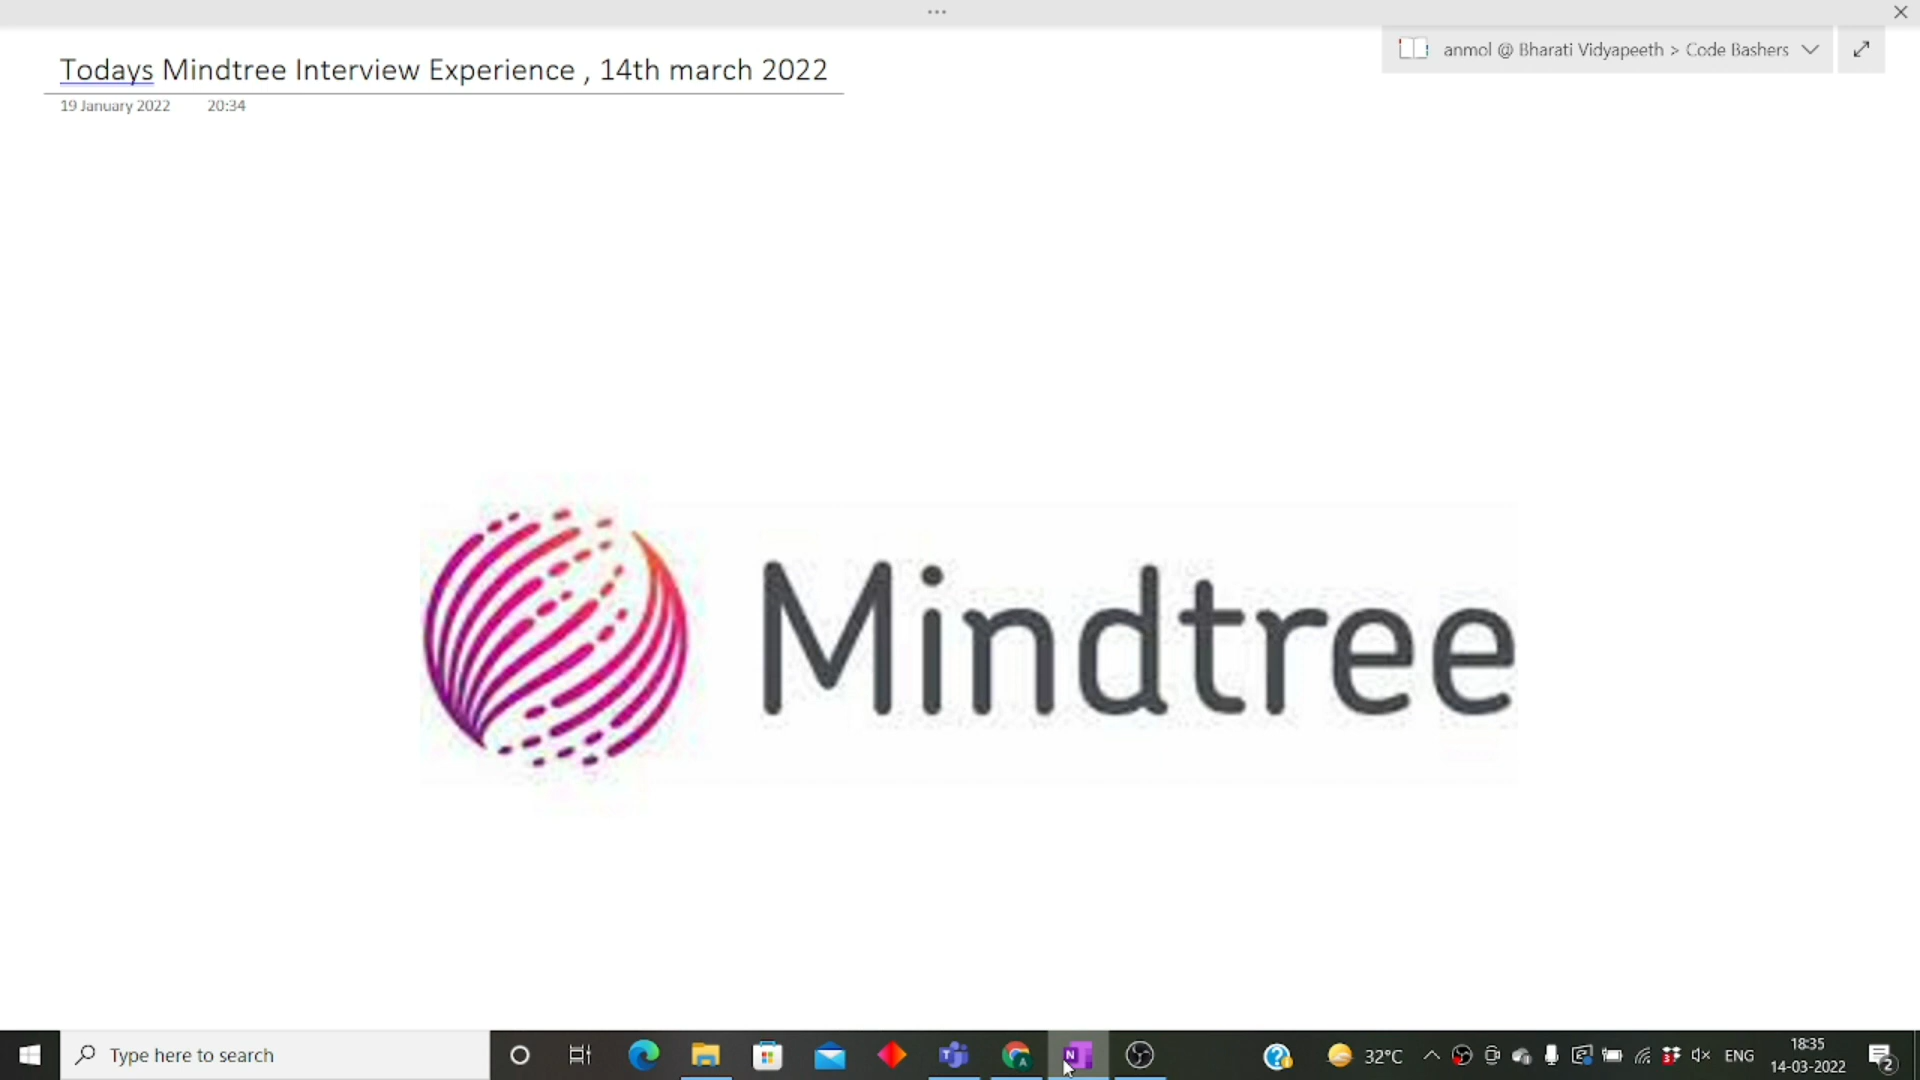 anmol @ Bharati Vidyapeeth > Code Bashers
Todays Mindtree Interview Experience , 14th march 2022
19 January 2022 20:34
Mindtree
Type here to search
32°C
ENG
18:35
14-03-2022
2